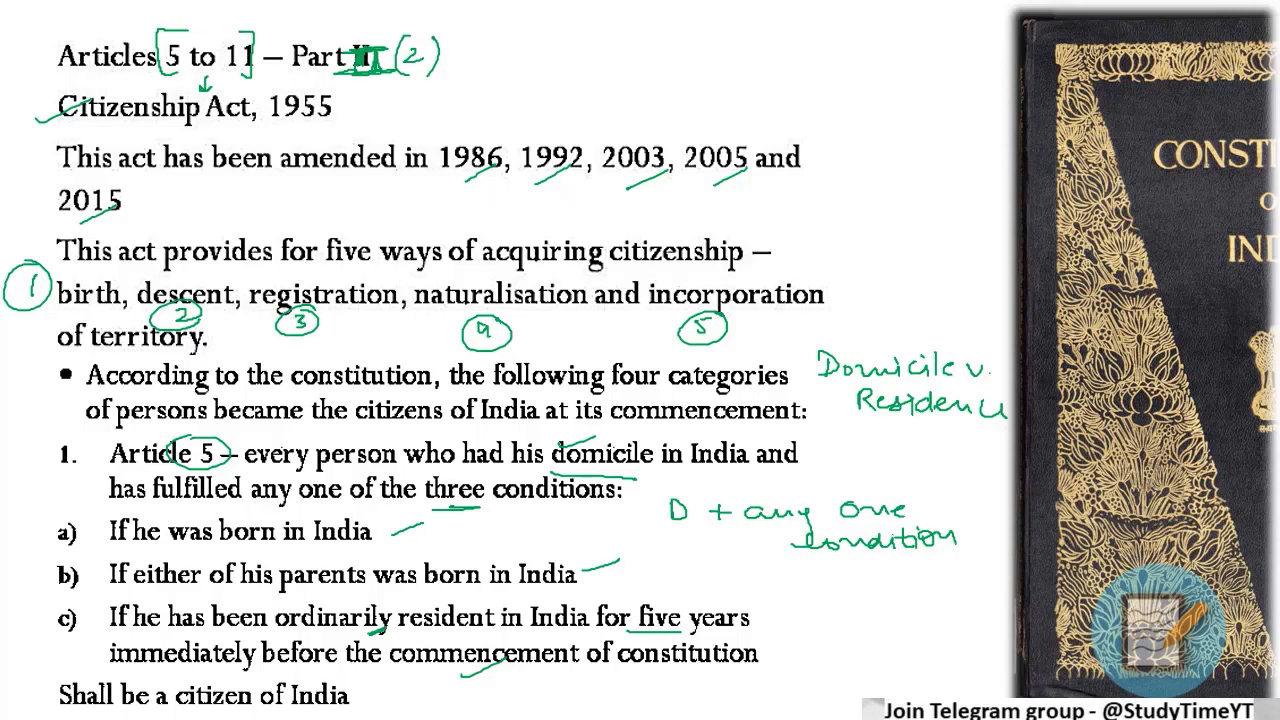 Articles [5 to 11] – Part II (2)
Citizenship Act, 1955
This act has been amended in 1986, 1992, 2003, 2005 and
2015
This act provides for five ways of acquiring citizenship –
1 birth, descent, registration, naturalisation and incorporation
2 3 4 5
of territory.
• According to the constitution, the following four categories
of persons became the citizens of India at its commencement:
Domicile v.
Residence
1. Article 5 – every person who had his domicile in India and
has fulfilled any one of the three conditions:
D + any one
condition
a) If he was born in India
b) If either of his parents was born in India
c) If he has been ordinarily resident in India for five years
immediately before the commencement of constitution
Shall be a citizen of India
CONSTI
O
IND
Join Telegram group - @StudyTimeYT